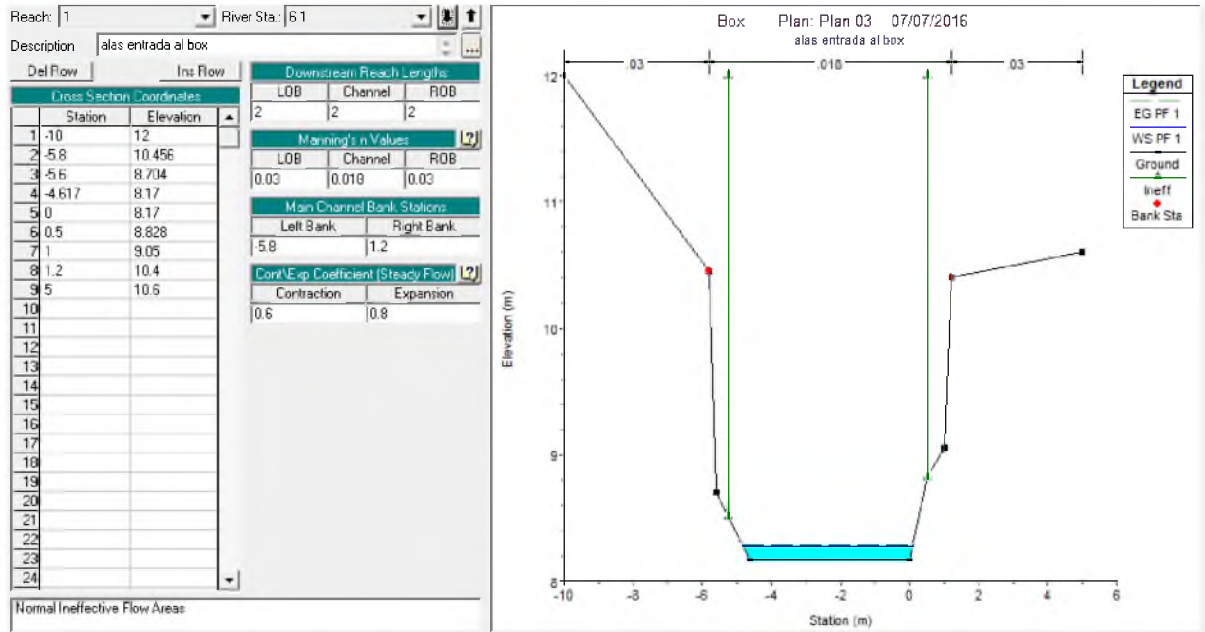 Reach: 1 River Sta.: 6 1
Description alas entrada al box ...
Del Row Ins Row
Cross Section Coordinates
Station Elevation
1 -10 12
2 -5.8 10.456
3 -5.6 8.704
4 -4.617 8.17
5 0 8.17
6 0.5 8.828
7 1 9.05
8 1.2 10.4
9 5 10.6
10
11
12
13
14
15
16
17
18
19
20
21
22
23
24
Downstream Reach Lengths
LOB Channel ROB
2 2 2
Manning's n Values
LOB Channel ROB
0.03 0.018 0.03
Main Channel Bank Stations
Left Bank Right Bank
-5.8 1.2
Cont\Exp Coefficient (Steady Flow)
Contraction Expansion
0.6 0.8
Normal Ineffective Flow Areas
Box Plan: Plan 03 07/07/2016
alas entrada al box
.03 .018 .03
12
11
10
9
8
Elevation (m)
-10 -8 -6 -4 -2 0 2 4 6
Station (m)
Legend
EG PF 1
WS PF 1
Ground
Ineff
Bank Sta